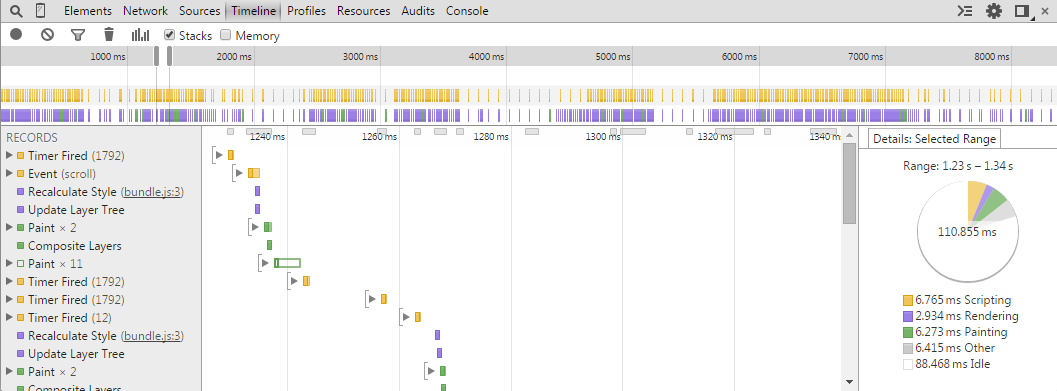 Elements Network Sources Timeline Profiles Resources Audits Console
Stacks Memory
1000 ms 2000 ms 3000 ms 4000 ms 5000 ms 6000 ms 7000 ms 8000 ms
RECORDS 1240 ms 1260 ms 1280 ms 1300 ms 1320 ms 1340 ms
Details: Selected Range
Timer Fired (1792)
Range: 1.23 s – 1.34 s
Event (scroll)
Recalculate Style (bundle.js:3)
Update Layer Tree
Paint × 2
110.855 ms
Composite Layers
Paint × 11
Timer Fired (1792)
Timer Fired (1792)
6.765 ms Scripting
Timer Fired (12)
2.934 ms Rendering
Recalculate Style (bundle.js:3)
6.273 ms Painting
Update Layer Tree
6.415 ms Other
Paint × 2
88.468 ms Idle
Composite Layers